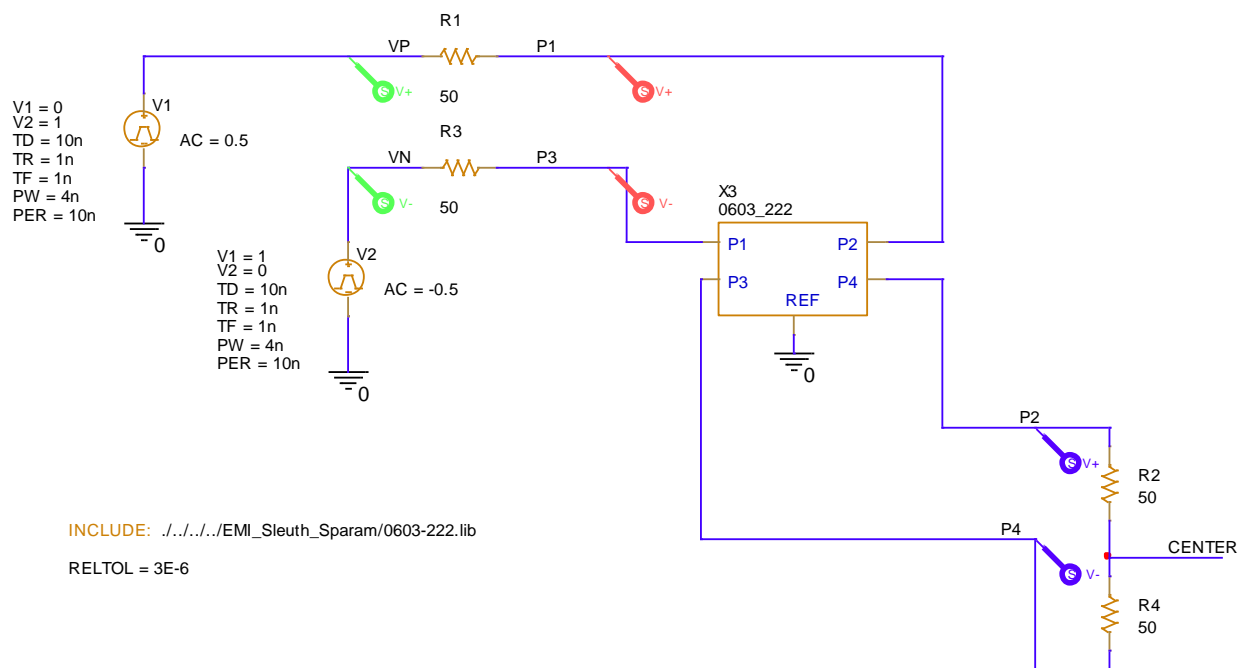 R1
VP
P1
S V+
S V+
50
V1
V1 = 0
V2 = 1
TD = 10n
TR = 1n
TF = 1n
PW = 4n
PER = 10n
AC = 0.5
0
R3
VN
P3
S V-
S V-
50
X3
0603_222
P1
P2
P3
P4
REF
0
V2
V1 = 1
V2 = 0
TD = 10n
TR = 1n
TF = 1n
PW = 4n
PER = 10n
AC = -0.5
0
P2
S V+
R2
50
INCLUDE: ./../../../EMI_Sleuth_Sparam/0603-222.lib
P4
CENTER
RELTOL = 3E-6
S V-
R4
50